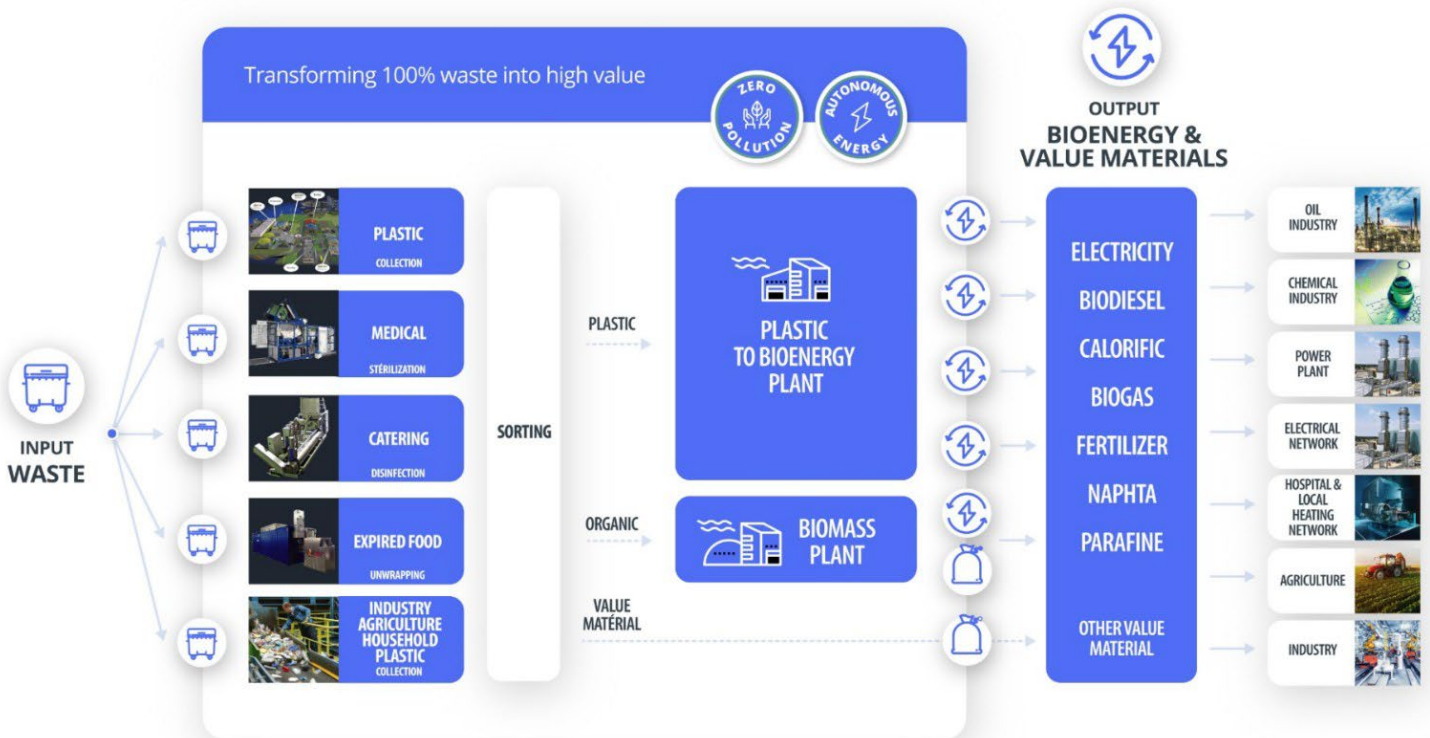 Transforming 100% waste into high value
ZERO POLLUTION
AUTONOMOUS ENERGY
OUTPUT
BIOENERGY &
VALUE MATERIALS
INPUT
WASTE
PLASTIC
COLLECTION
MEDICAL
STÉRILIZATION
CATERING
DISINFECTION
EXPIRED FOOD
UNWRAPPING
INDUSTRY
AGRICULTURE
HOUSEHOLD
PLASTIC
COLLECTION
SORTING
PLASTIC
ORGANIC
VALUE
MATÉRIAL
PLASTIC
TO BIOENERGY
PLANT
BIOMASS
PLANT
ELECTRICITY
BIODIESEL
CALORIFIC
BIOGAS
FERTILIZER
NAPHTA
PARAFINE
OTHER VALUE
MATERIAL
OIL
INDUSTRY
CHEMICAL
INDUSTRY
POWER
PLANT
ELECTRICAL
NETWORK
HOSPITAL &
LOCAL
HEATING
NETWORK
AGRICULTURE
INDUSTRY